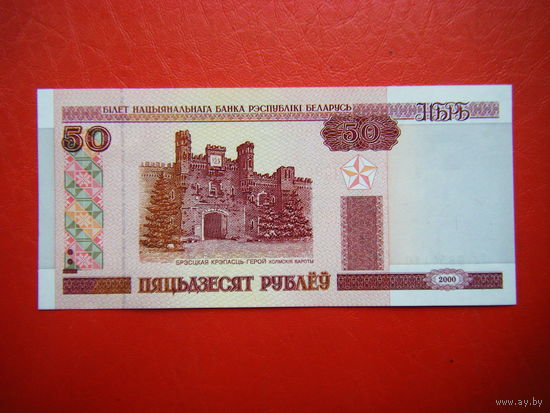 БІЛЕТ НАЦЫЯНАЛЬНАГА БАНКА РЭСПУБЛІКІ БЕЛАРУСЬ
50
50
НБРБ
БРЭСЦКАЯ КРЭПАСЦЬ-ГЕРОЙ ХОЛМСКІЯ ВАРОТЫ
ПЯЦЬДЗЕСЯТ РУБЛЁЎ
2000
www.ay.by